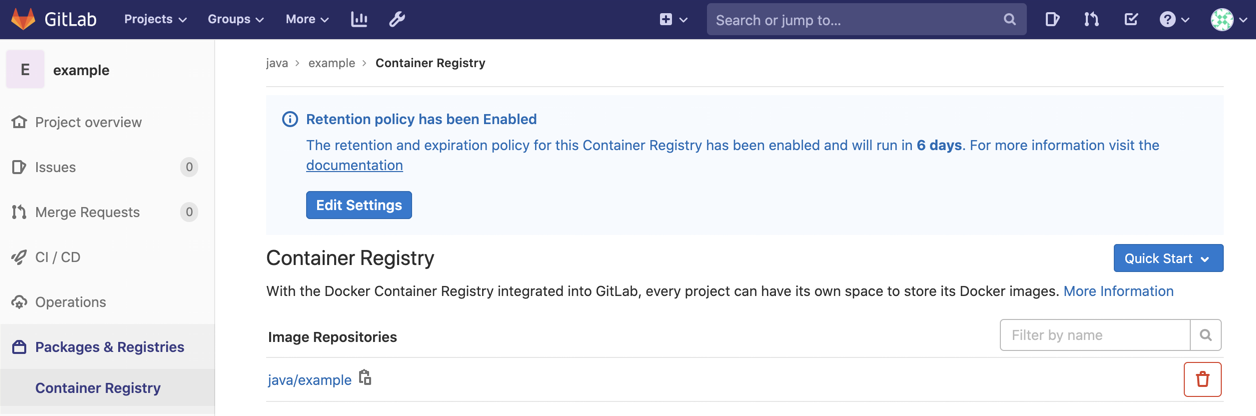 GitLab Projects Groups More Search or jump to...
E example
java > example > Container Registry
Project overview
Issues 0
Merge Requests 0
CI / CD
Operations
Packages & Registries
Container Registry
Retention policy has been Enabled
The retention and expiration policy for this Container Registry has been enabled and will run in 6 days. For more information visit the
documentation
Edit Settings
Container Registry
Quick Start
With the Docker Container Registry integrated into GitLab, every project can have its own space to store its Docker images. More Information
Image Repositories
Filter by name
java/example